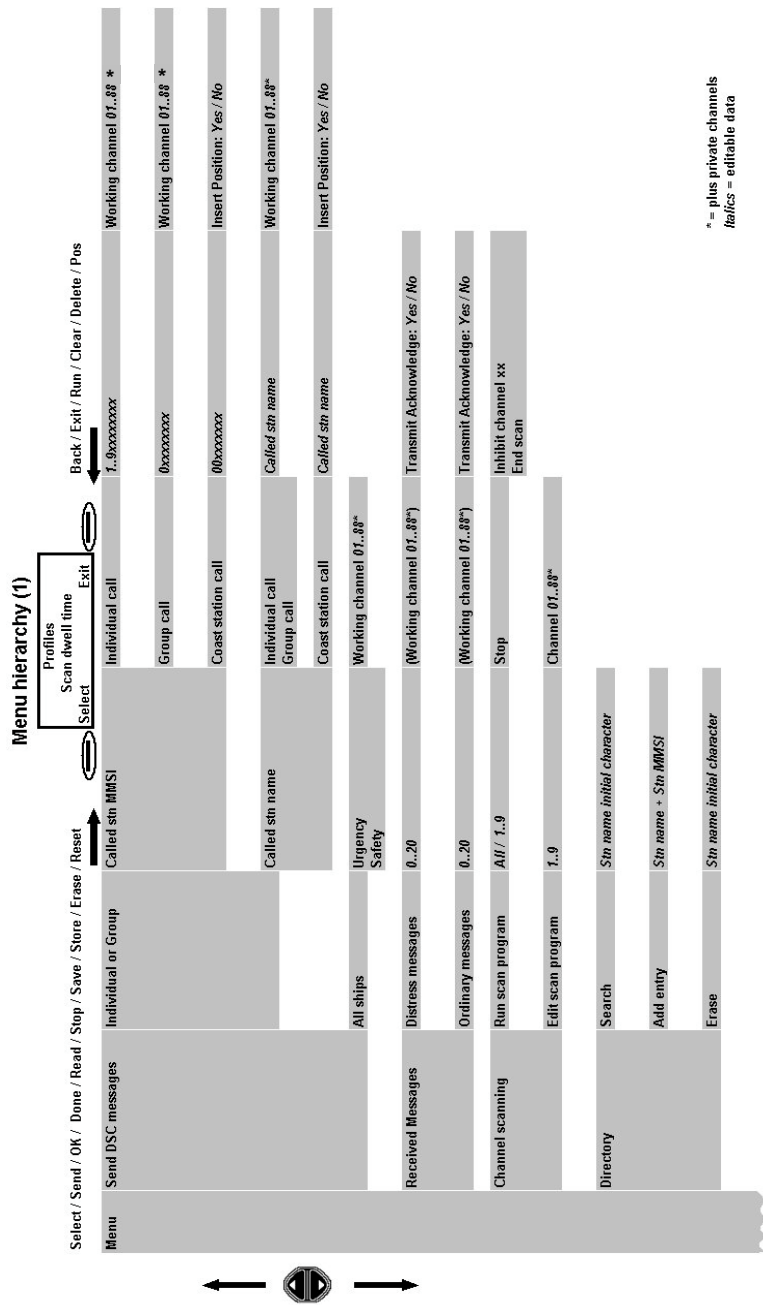 Menu hierarchy (1)
Profiles
Scan dwell time
Select Exit
Select / Send / OK / Done / Read / Stop / Save / Store / Erase / Reset
Back / Exit / Run / Clear / Delete / Pos
Menu
Send DSC messages
Individual or Group
Called stn MMSI
Individual call
1..9xxxxxxxx
Working channel 01..88 *
Group call
0xxxxxxxx
Working channel 01..88 *
Coast station call
00xxxxxxx
Insert Position: Yes / No
Called stn name
Individual call
Group call
Called stn name
Working channel 01..88*
Coast station call
Called stn name
Insert Position: Yes / No
All ships
Urgency
Safety
Working channel 01..88*
Received Messages
Distress messages
0..20
(Working channel 01..88*)
Transmit Acknowledge: Yes / No
Ordinary messages
0..20
(Working channel 01..88*)
Transmit Acknowledge: Yes / No
Channel scanning
Run scan program
All / 1..9
Stop
Inhibit channel xx
End scan
Edit scan program
1..9
Channel 01..88*
Directory
Search
Stn name initial character
Add entry
Stn name + Stn MMSI
Erase
Stn name initial character
* = plus private channels
Italics = editable data